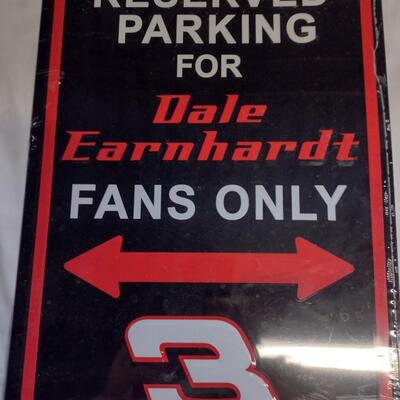 RESERVED
PARKING
FOR
Dale
Earnhardt
FANS ONLY
3